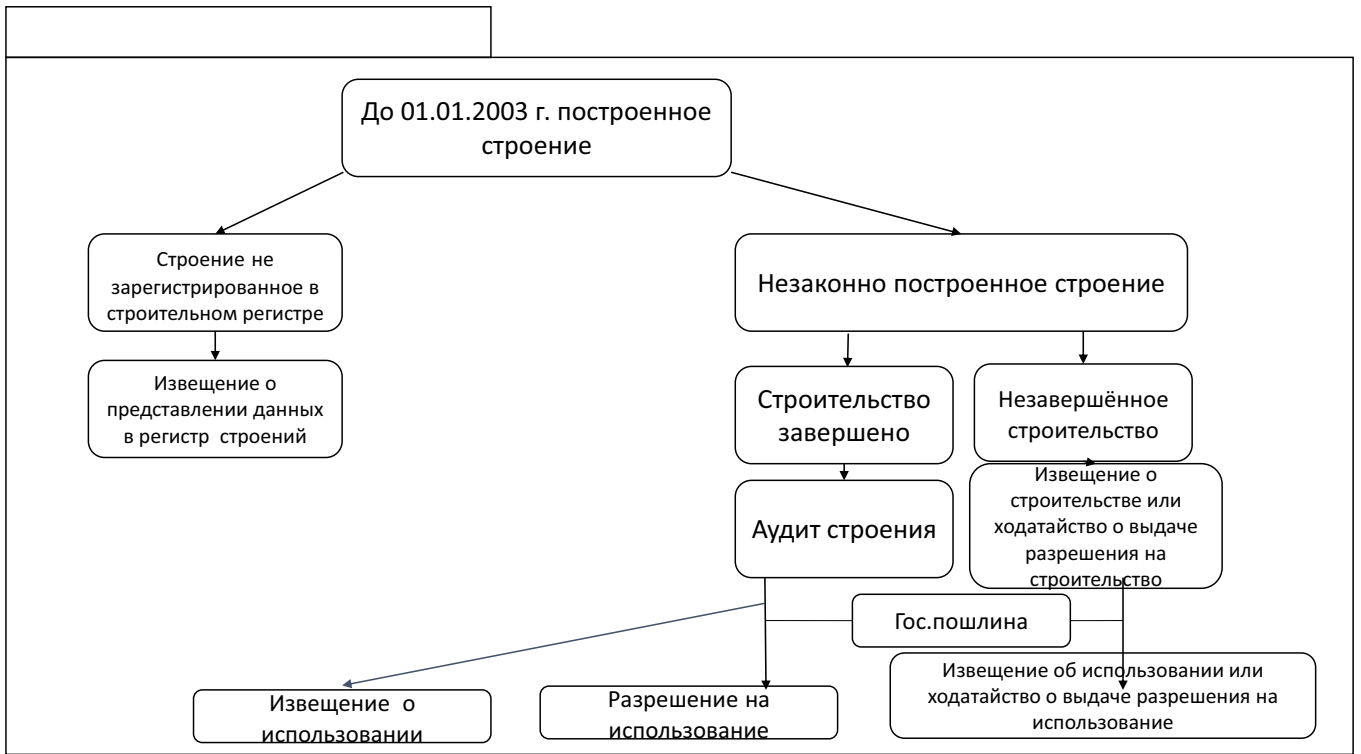 До 01.01.2003 г. построенное
строение
Строение не
зарегистрированное в
строительном регистре
Незаконно построенное строение
Извещение о
представлении данных
в регистр строений
Строительство
завершено
Незавершённое
строительство
Аудит строения
Извещение о
строительстве или
ходатайство о выдаче
разрешения на
строительство
Гос.пошлина
Извещение о
использовании
Разрешение на
использование
Извещение об использовании или
ходатайство о выдаче разрешения на
использование